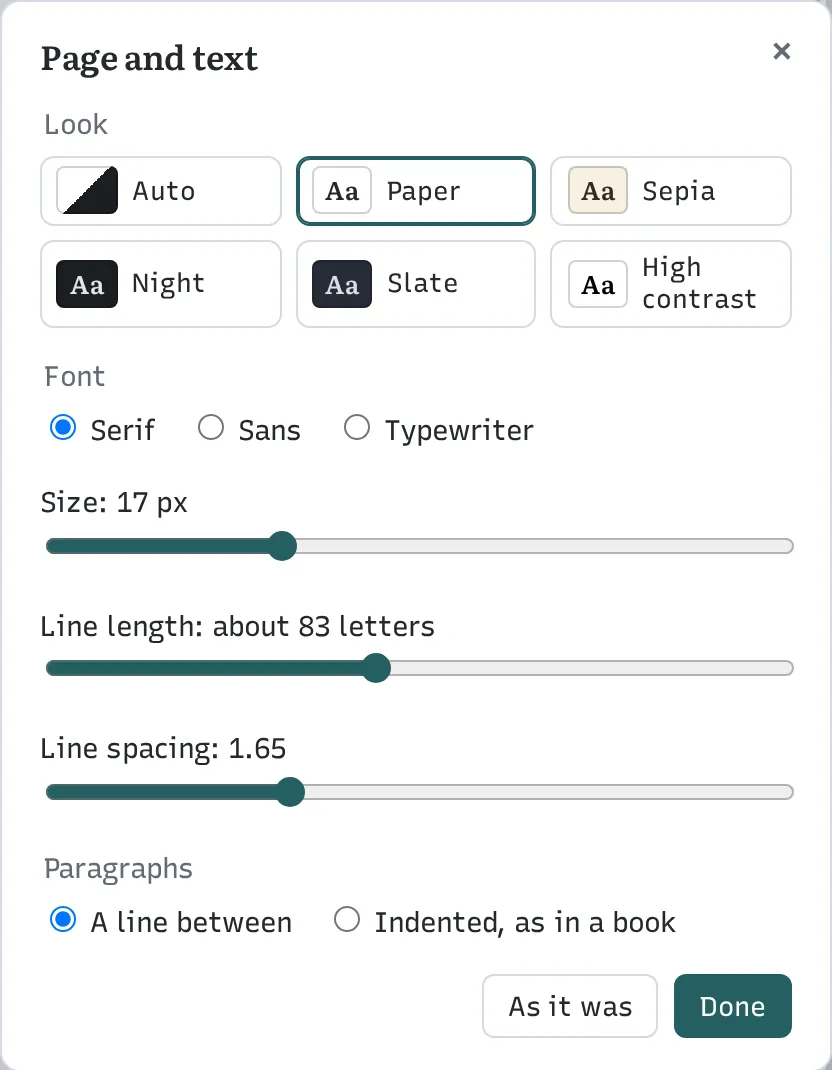 Page and text
×
Look
Auto
Aa Paper
Aa Sepia
Aa Night
Aa Slate
Aa High
contrast
Font
Serif Sans Typewriter
Size: 17 px
Line length: about 83 letters
Line spacing: 1.65
Paragraphs
A line between Indented, as in a book
As it was Done